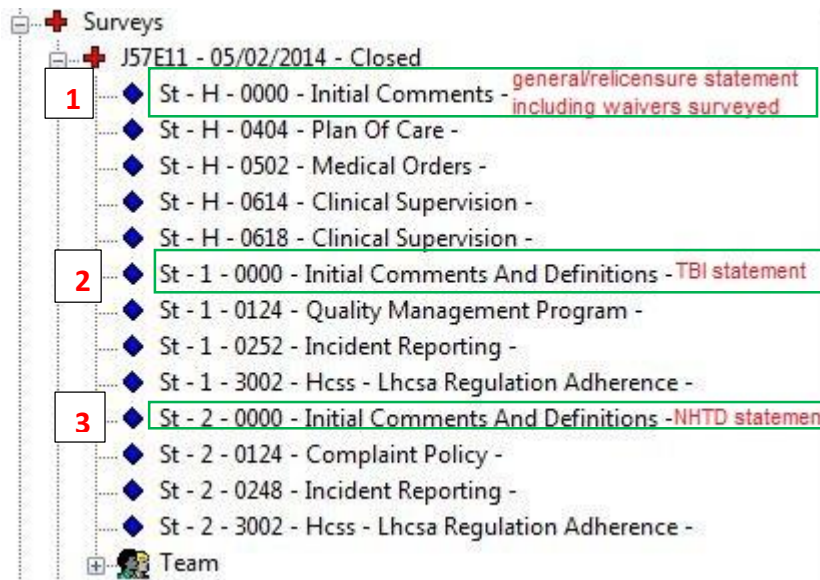 Surveys
J57E11 - 05/02/2014 - Closed
1 St - H - 0000 - Initial Comments - general/relicensure statement
including waivers surveyed
St - H - 0404 - Plan Of Care -
St - H - 0502 - Medical Orders -
St - H - 0614 - Clinical Supervision -
St - H - 0618 - Clinical Supervision -
2 St - 1 - 0000 - Initial Comments And Definitions - TBI statement
St - 1 - 0124 - Quality Management Program -
St - 1 - 0252 - Incident Reporting -
St - 1 - 3002 - Hcss - Lhcsa Regulation Adherence -
3 St - 2 - 0000 - Initial Comments And Definitions - NHTD statemen
St - 2 - 0124 - Complaint Policy -
St - 2 - 0248 - Incident Reporting -
St - 2 - 3002 - Hcss - Lhcsa Regulation Adherence -
Team